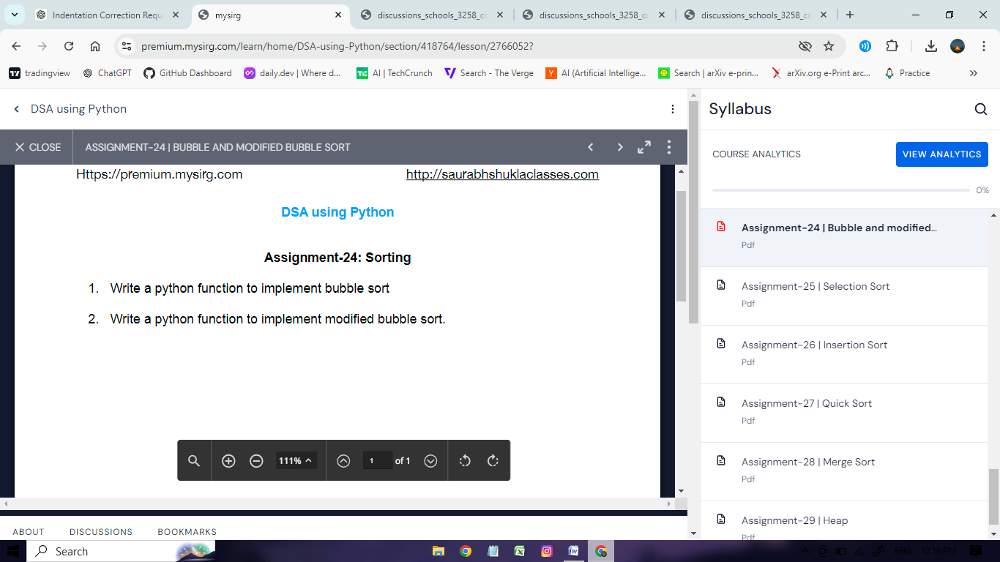 Indentation Correction Requ
mysirg
discussions_schools_3258_cc
discussions_schools_3258_cc
discussions_schools_3258_cc
premium.mysirg.com/learn/home/DSA-using-Python/section/418764/lesson/2766052?
tradingview
ChatGPT
GitHub Dashboard
daily.dev | Where d...
AI | TechCrunch
Search - The Verge
AI (Artificial Intellige...
Search | arXiv e-prin...
arXiv.org e-Print arc...
Practice
DSA using Python
CLOSE
ASSIGNMENT-24 | BUBBLE AND MODIFIED BUBBLE SORT
Https://premium.mysirg.com
http://saurabhshuklaclasses.com
DSA using Python
Assignment-24: Sorting
1. Write a python function to implement bubble sort
2. Write a python function to implement modified bubble sort.
111%
1 of 1
ABOUT
DISCUSSIONS
BOOKMARKS
Syllabus
COURSE ANALYTICS
VIEW ANALYTICS
0%
Assignment-24 | Bubble and modified...
Pdf
Assignment-25 | Selection Sort
Pdf
Assignment-26 | Insertion Sort
Pdf
Assignment-27 | Quick Sort
Pdf
Assignment-28 | Merge Sort
Pdf
Assignment-29 | Heap
Pdf
Search
ENG
10:16 PM